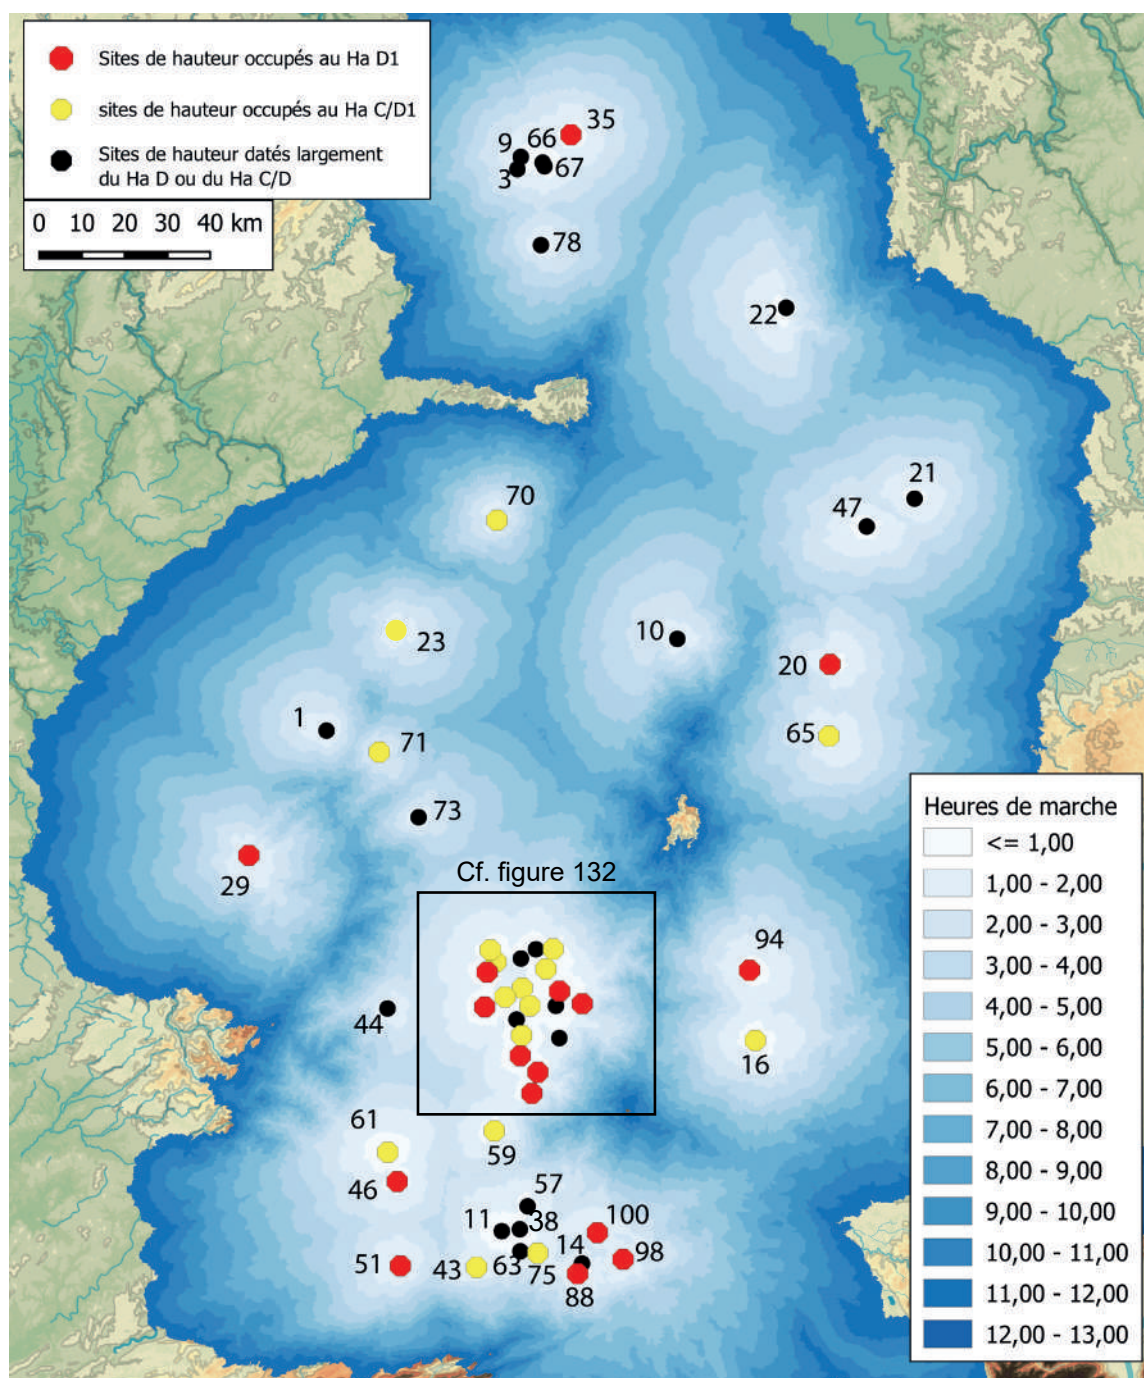 Sites de hauteur occupés au Ha D1
sites de hauteur occupés au Ha C/D1
Sites de hauteur datés largement
du Ha D ou du Ha C/D
0 10 20 30 40 km
35
9
66
67
3
78
22
70
21
47
23
10
20
1
71
65
73
29
Cf. figure 132
94
44
16
61
59
46
57
11
38
100
14
98
51
43
63
75
88
Heures de marche
<= 1,00
1,00 - 2,00
2,00 - 3,00
3,00 - 4,00
4,00 - 5,00
5,00 - 6,00
6,00 - 7,00
7,00 - 8,00
8,00 - 9,00
9,00 - 10,00
10,00 - 11,00
11,00 - 12,00
12,00 - 13,00